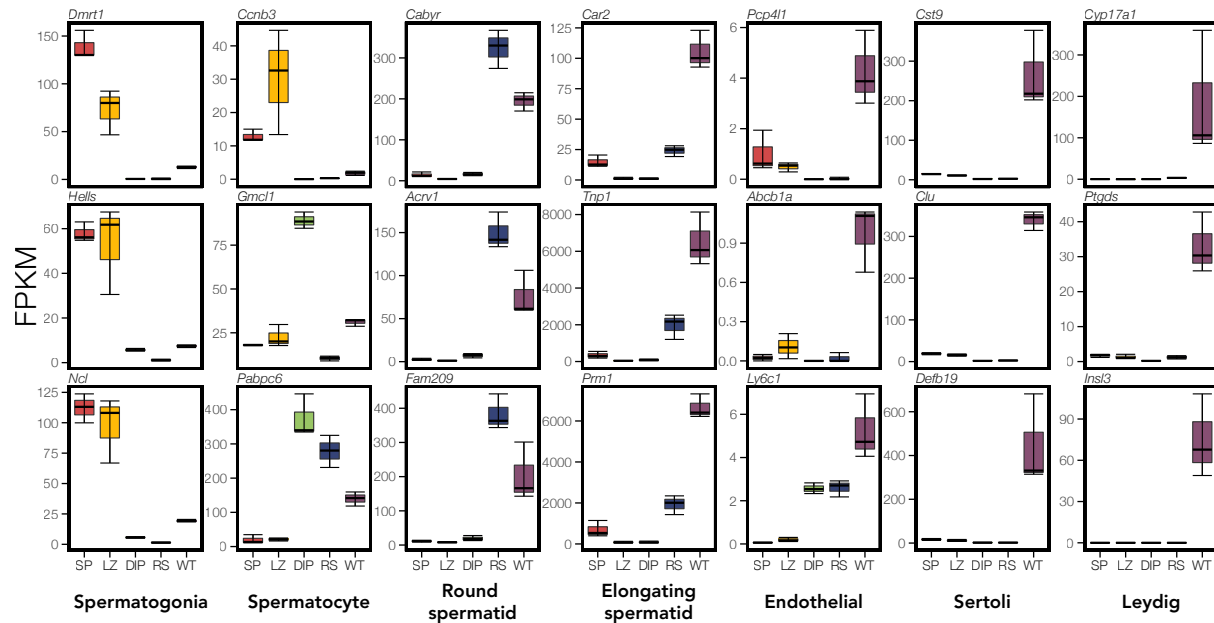 Dmrt1 Ccnb3 Cabyr Car2 Pcp4l1 Cst9 Cyp17a1
150 100 50 0
40 30 20 10 0
300 200 100 0
125 100 75 50 25 0
6 4 2 0
300 200 100 0
300 200 100 0
Hells Gmcl1 Acrv1 Tnp1 Abcb1a Clu Ptgds
60 40 20 0
75 50 25
150 100 50 0
8000 6000 4000 2000 0
0.9 0.6 0.3 0.0
300 200 100 0
40 30 20 10 0
FPKM
Ncl Pabpc6 Fam209 Prm1 Ly6c1 Defb19 Insl3
125 100 75 50 25 0
400 300 200 100 0
400 300 200 100 0
6000 4000 2000 0
6 4 2 0
600 400 200 0
90 60 30 0
SP LZ DIP RS WT SP LZ DIP RS WT SP LZ DIP RS WT SP LZ DIP RS WT SP LZ DIP RS WT SP LZ DIP RS WT SP LZ DIP RS WT
Spermatogonia Spermatocyte Round spermatid Elongating spermatid Endothelial Sertoli Leydig